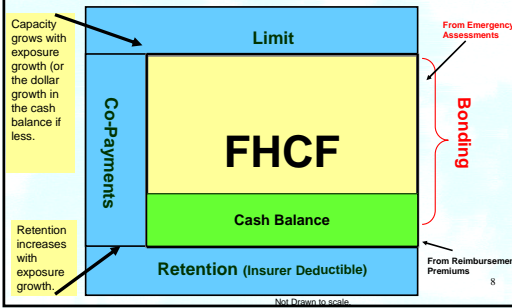 Capacity
grows with
exposure
growth (or
the dollar
growth in
the cash
balance if
less.
Limit
From Emergency
Assessments
Co-Payments
FHCF
Bonding
Cash Balance
Retention
increases
with
exposure
growth.
Retention (Insurer Deductible)
From Reimbursemen
Premiums
8
Not Drawn to scale